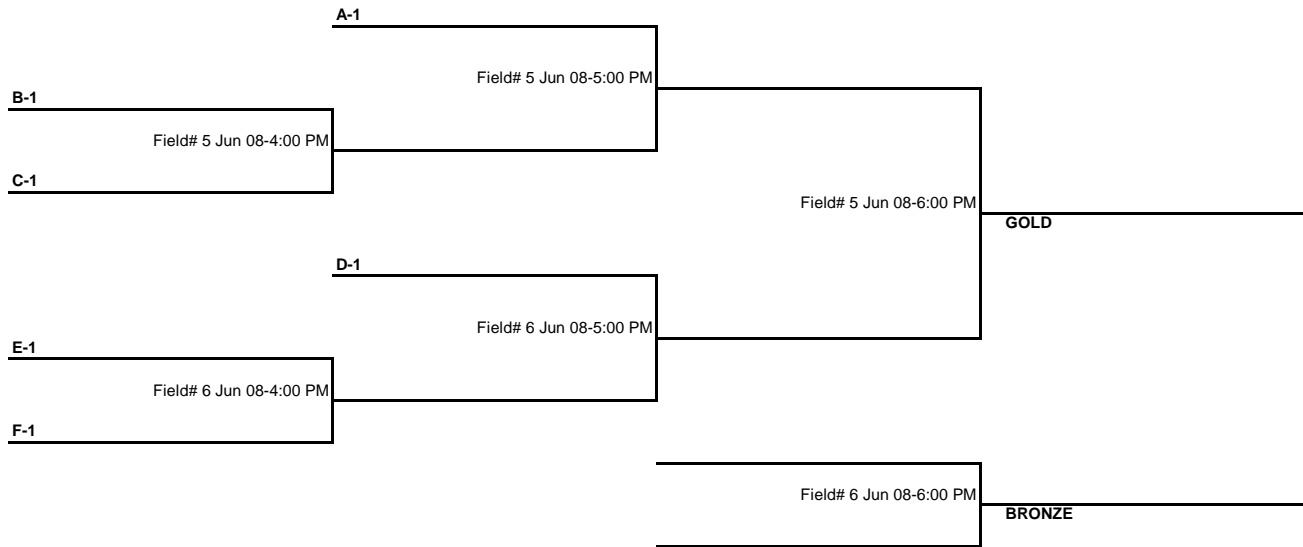 A-1
Field# 5 Jun 08-5:00 PM
B-1
Field# 5 Jun 08-4:00 PM
C-1
Field# 5 Jun 08-6:00 PM
GOLD
D-1
Field# 6 Jun 08-5:00 PM
E-1
Field# 6 Jun 08-4:00 PM
F-1
Field# 6 Jun 08-6:00 PM
BRONZE